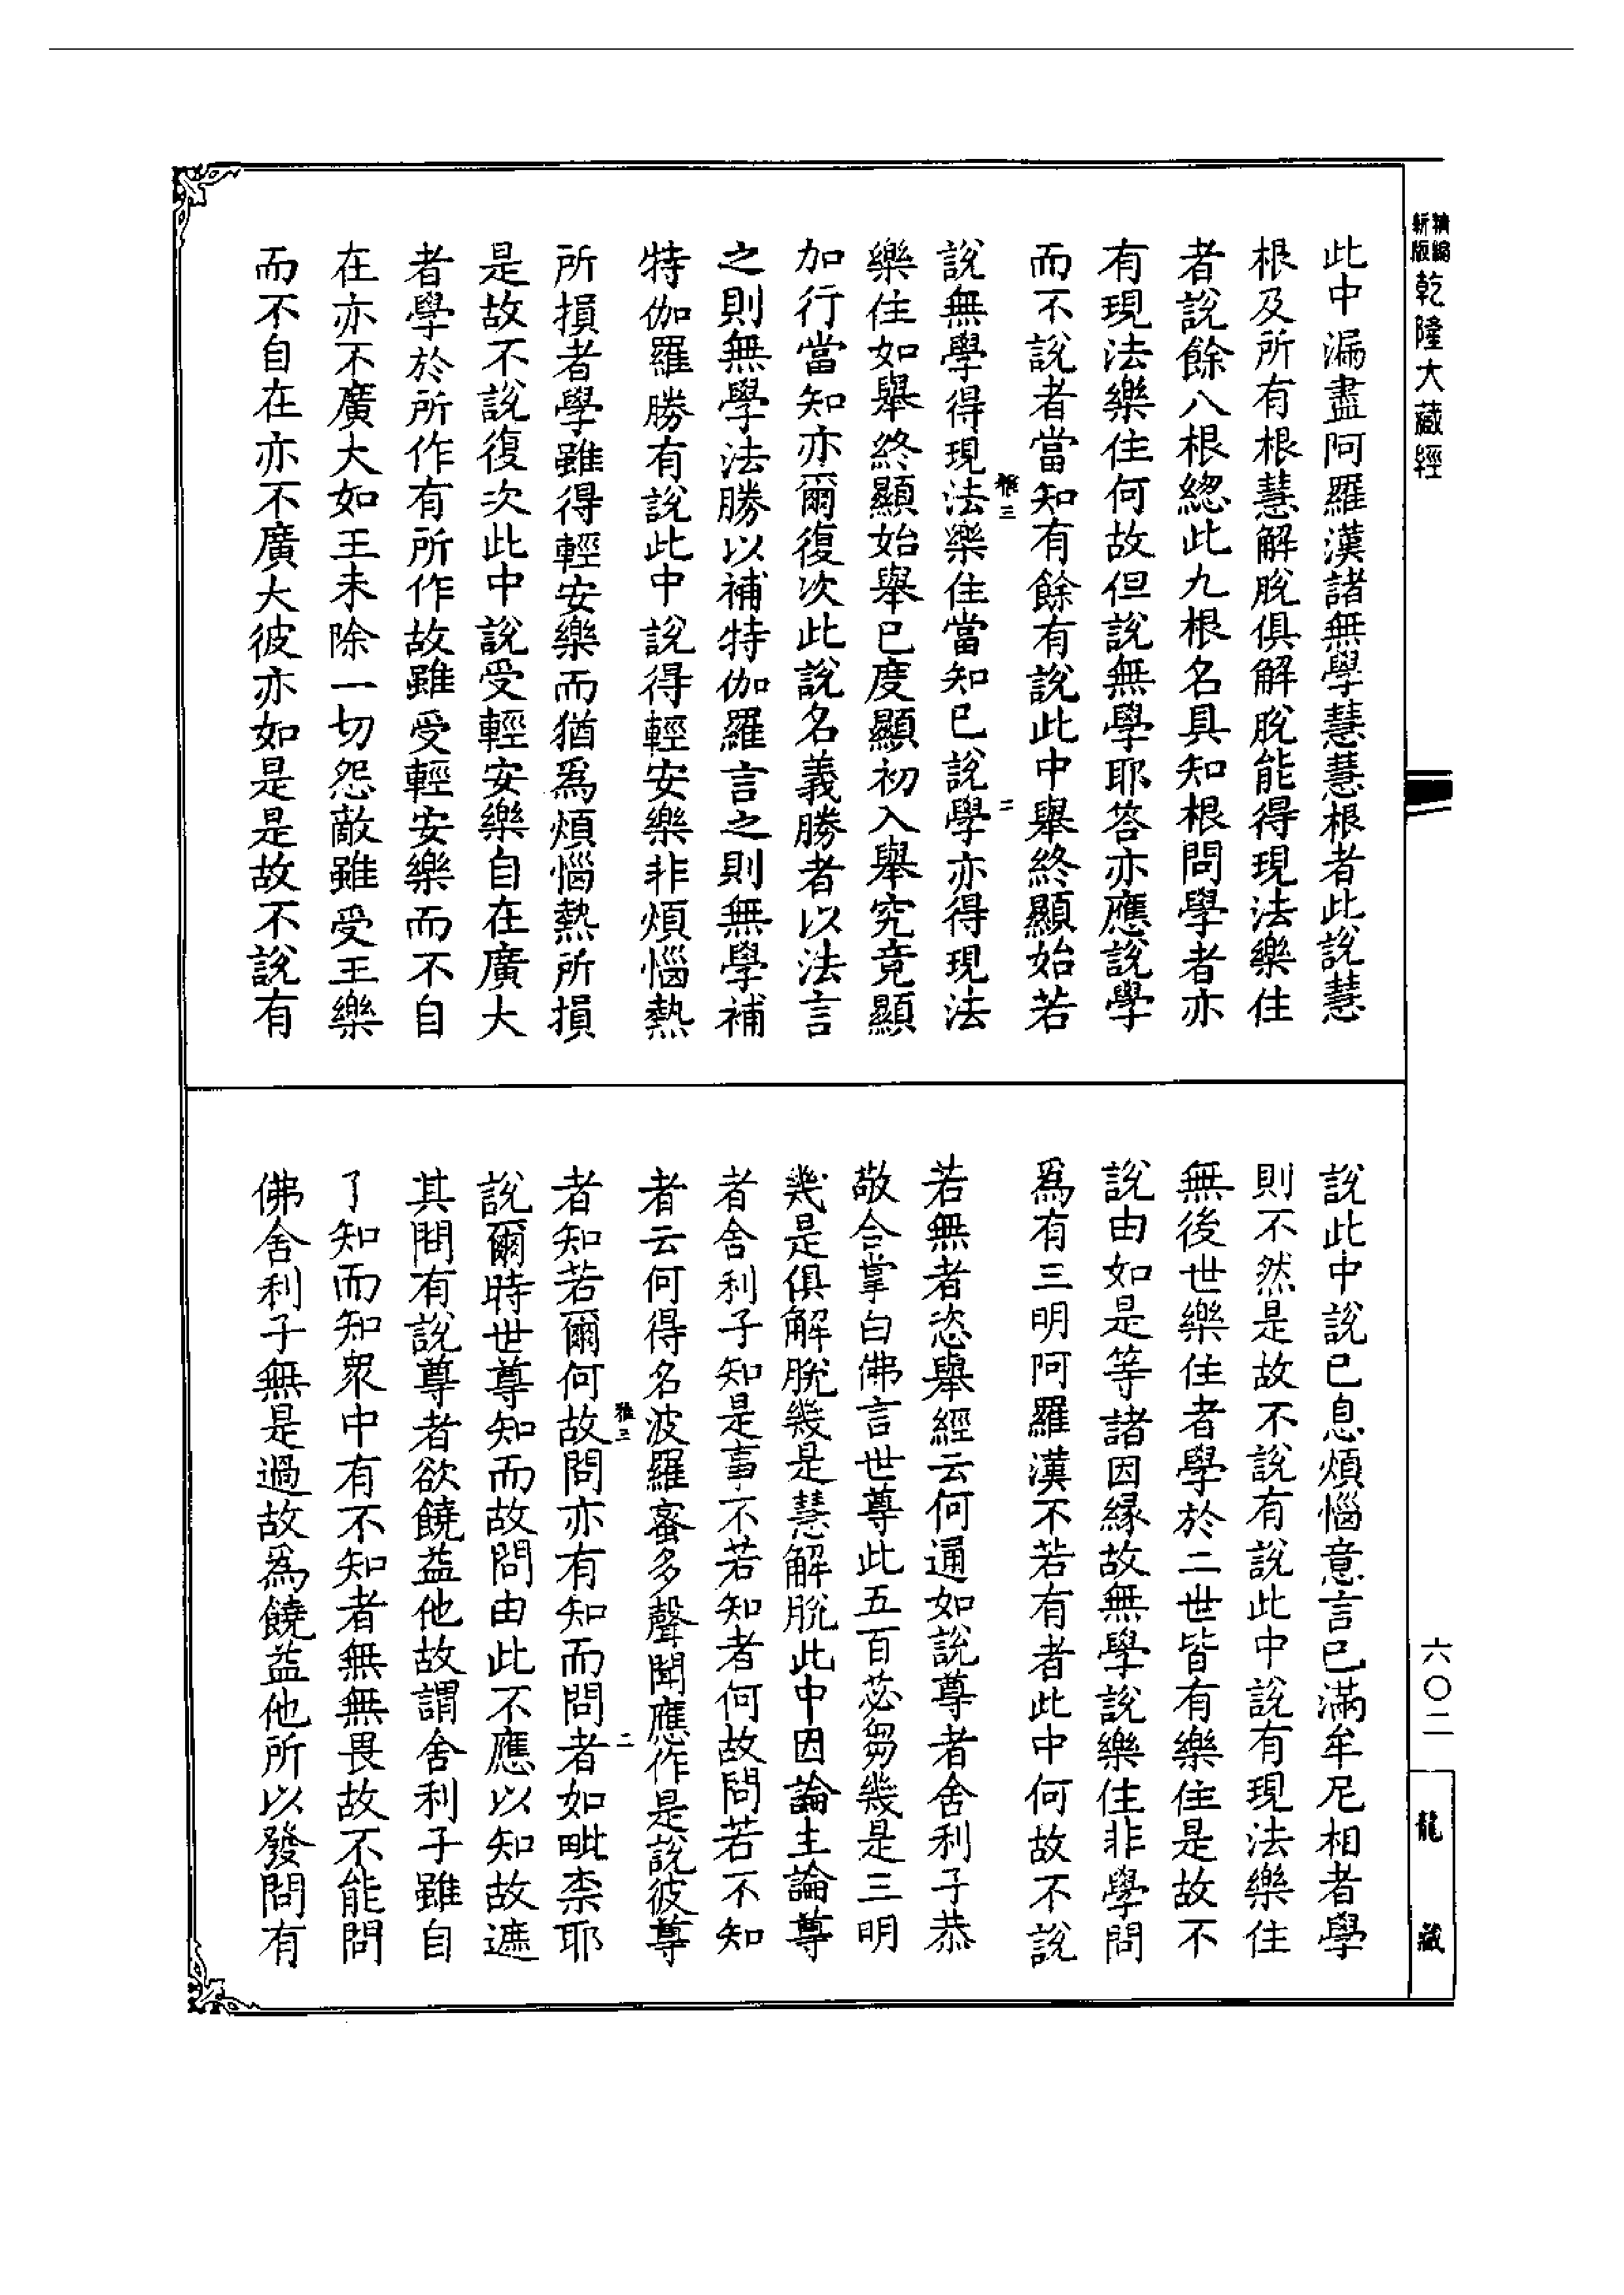 新版精縮
乾隆大藏經
此中漏盡阿羅漢諸無學慧慧根者此說慧
根及所有根慧解脫俱解脫能得現法樂住
者說餘八根總此九根名具知根問學者亦
有現法樂住何故但說無學耶答亦應說學
而不說者當知有餘有說此中舉終顯始若
說無學得現法樂住當知已說學亦得現法
樂住如舉終顯始舉已度顯初入舉究竟顯
加行當知亦爾復次此說名義勝者以法言
之則無學法勝以補特伽羅言之則無學補
特伽羅勝有說此中說得輕安樂非煩惱熱
所損者學雖得輕安樂而猶為煩惱熱所損
是故不說復次此中說受輕安樂自在廣大
者學於所作有所作故雖受輕安樂而不自
在亦不廣大如王未除一切怨敵雖受王樂
而不自在亦不廣大彼亦如是是故不說有
雅三
二
說此中說已息煩惱意言已滿牟尼相者學
則不然是故不說有說此中說有現法樂住
無後世樂住者學於二世皆有樂住是故不
說由如是等諸因緣故無學說樂住非學問
為有三明阿羅漢不若有者此中何故不說
若無者恣舉經云何通如說尊者舍利子恭
敬合掌白佛言世尊此五百苾芻幾是三明
幾是俱解脫幾是慧解脫此中因論生論尊
者舍利子知是事不若知者何故問若不知
者云何得名波羅蜜多聲聞應作是說彼尊
者知若爾何故問亦有知而問者如毗柰耶
說爾時世尊知而故問由此不應以知故遮
其問有說尊者欲饒益他故謂舍利子雖自
了知而知眾中有不知者無無畏故不能問
佛舍利子無是過故為饒益他所以發問有
雅三
二
六〇二
龍藏